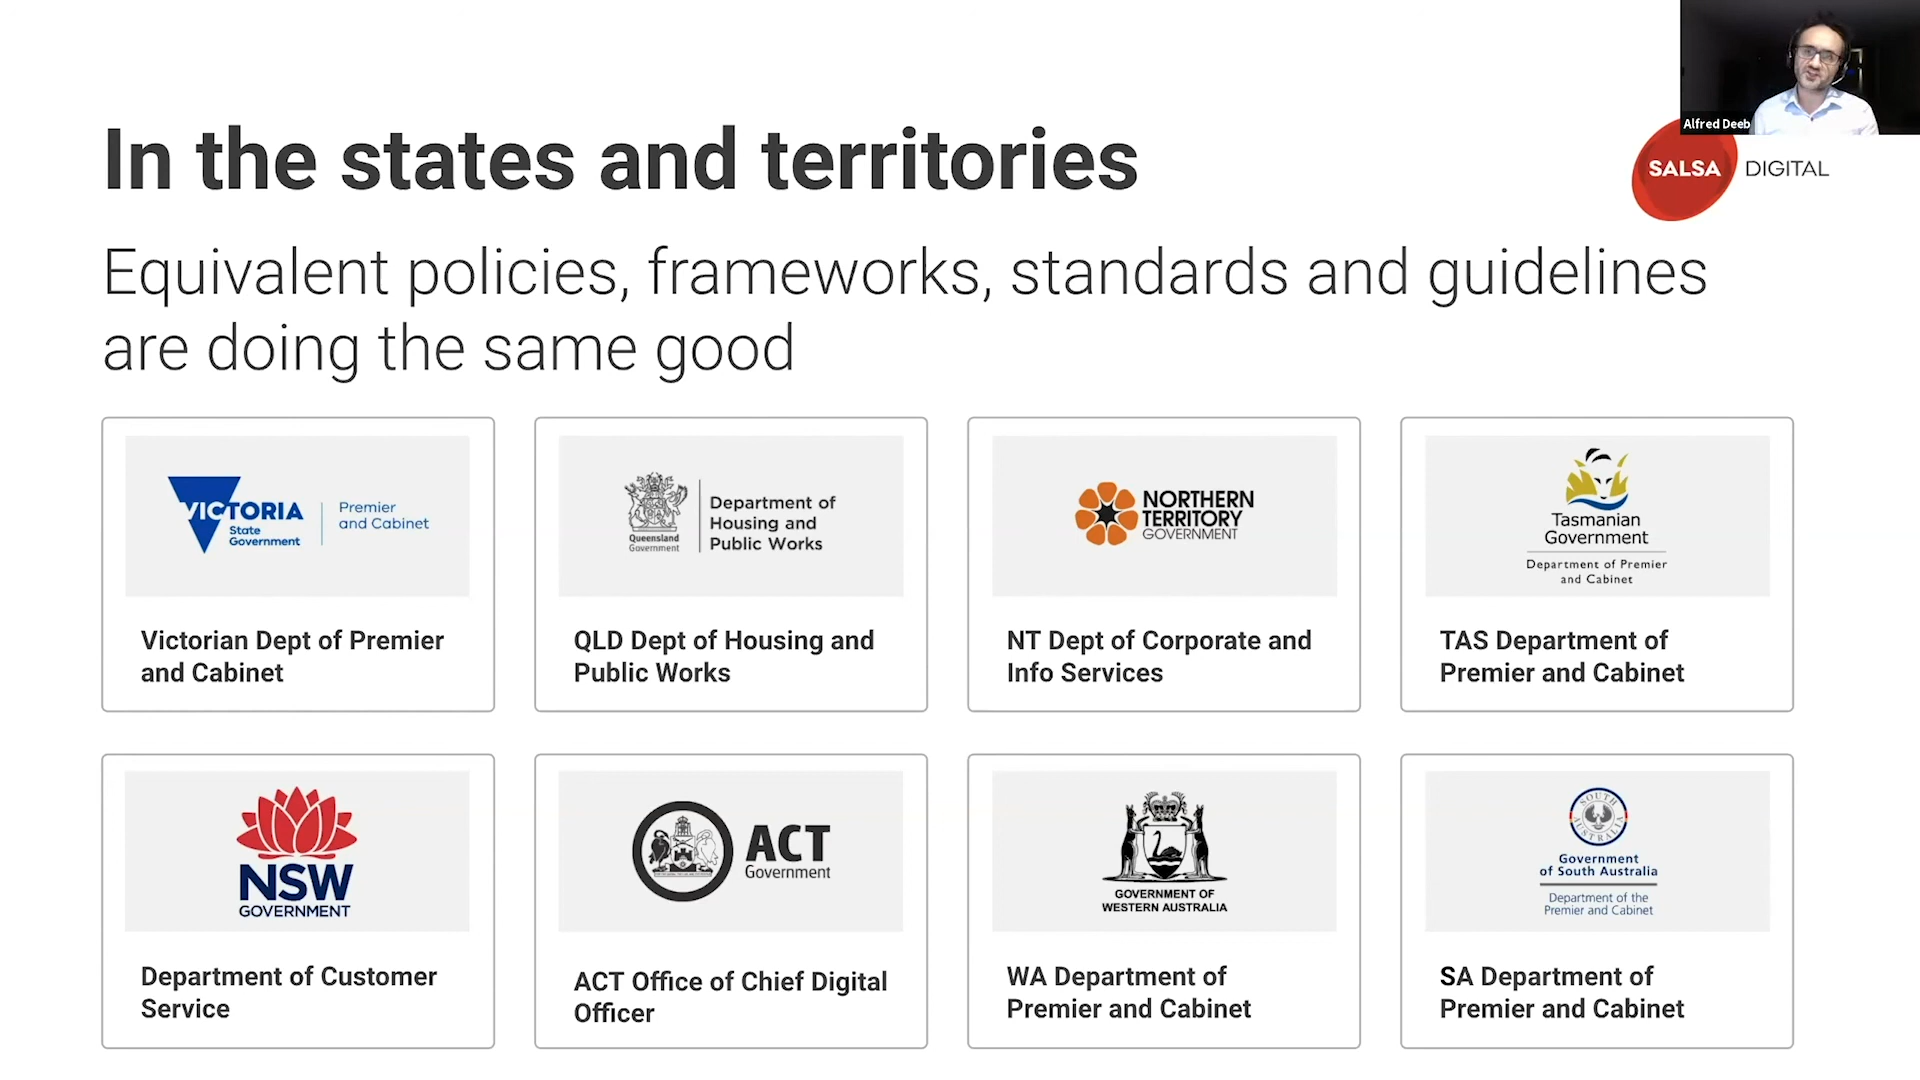 Alfred Deeb
In the states and territories
SALSA DIGITAL
Equivalent policies, frameworks, standards and guidelines
are doing the same good
VICTORIA
State
Government
Premier
and Cabinet
Victorian Dept of Premier
and Cabinet
Queensland
Government
Department of
Housing and
Public Works
QLD Dept of Housing and
Public Works
NORTHERN
TERRITORY
GOVERNMENT
NT Dept of Corporate and
Info Services
Tasmanian
Government
Department of Premier
and Cabinet
TAS Department of
Premier and Cabinet
NSW
GOVERNMENT
Department of Customer
Service
ACT
Government
ACT Office of Chief Digital
Officer
GOVERNMENT OF
WESTERN AUSTRALIA
WA Department of
Premier and Cabinet
SOUTH
AUSTRALIA
Government
of South Australia
Department of the
Premier and Cabinet
SA Department of
Premier and Cabinet